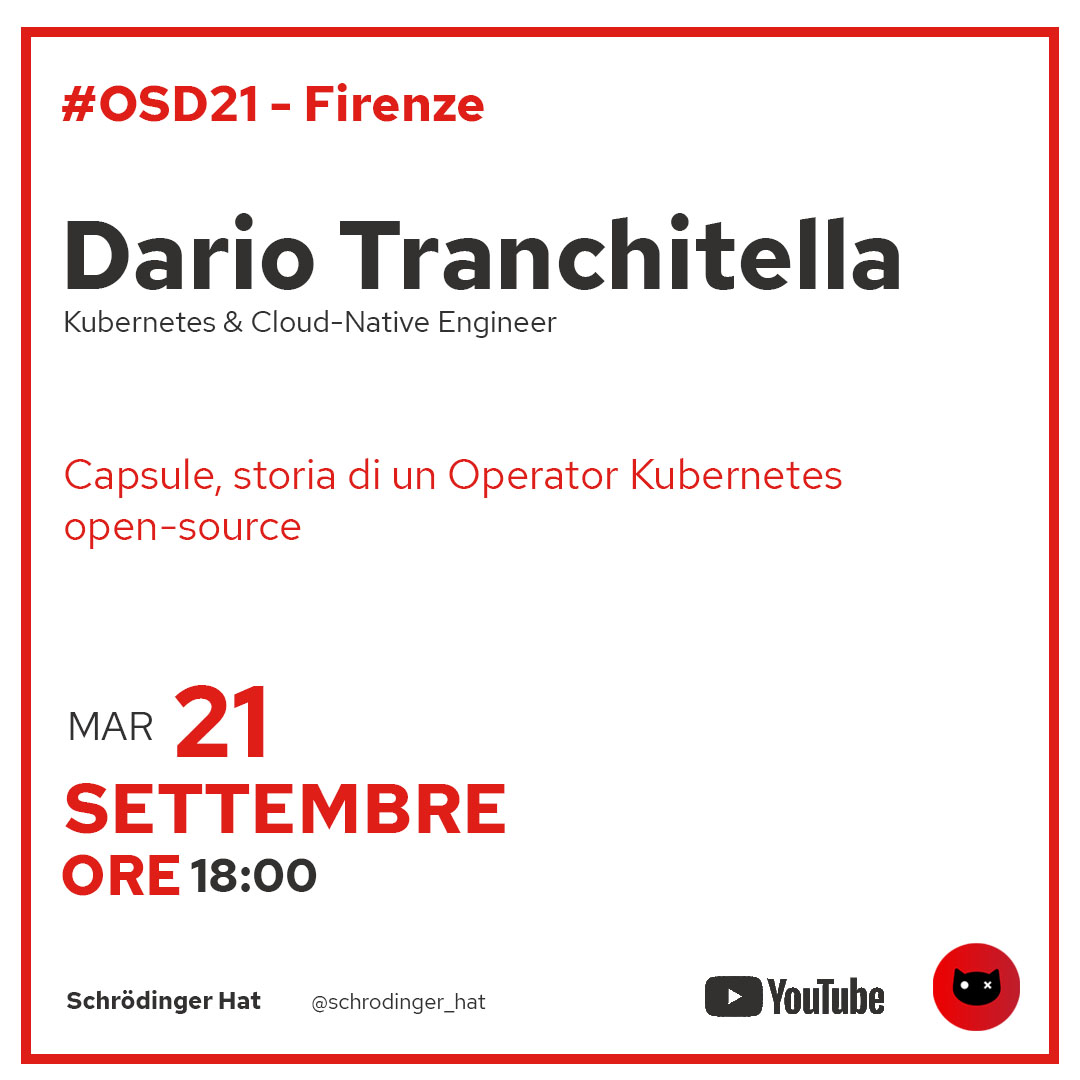 #OSD21 - Firenze
Dario Tranchitella
Kubernetes & Cloud-Native Engineer
Capsule, storia di un Operator Kubernetes
open-source
MAR 21
SETTEMBRE
ORE 18:00
Schrödinger Hat @schrodinger_hat YouTube